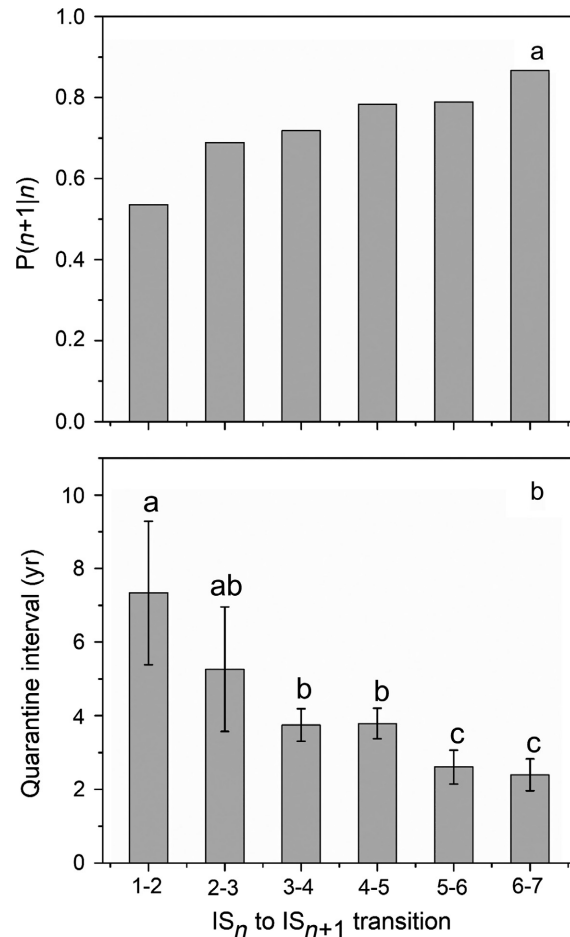 a
1.0
0.8
0.6
0.4
0.2
0.0
P(n+1|n)
b
10
8
6
4
2
0
Quarantine interval (yr)
a
ab
b
b
c
c
1-2
2-3
3-4
4-5
5-6
6-7
ISn to ISn+1 transition